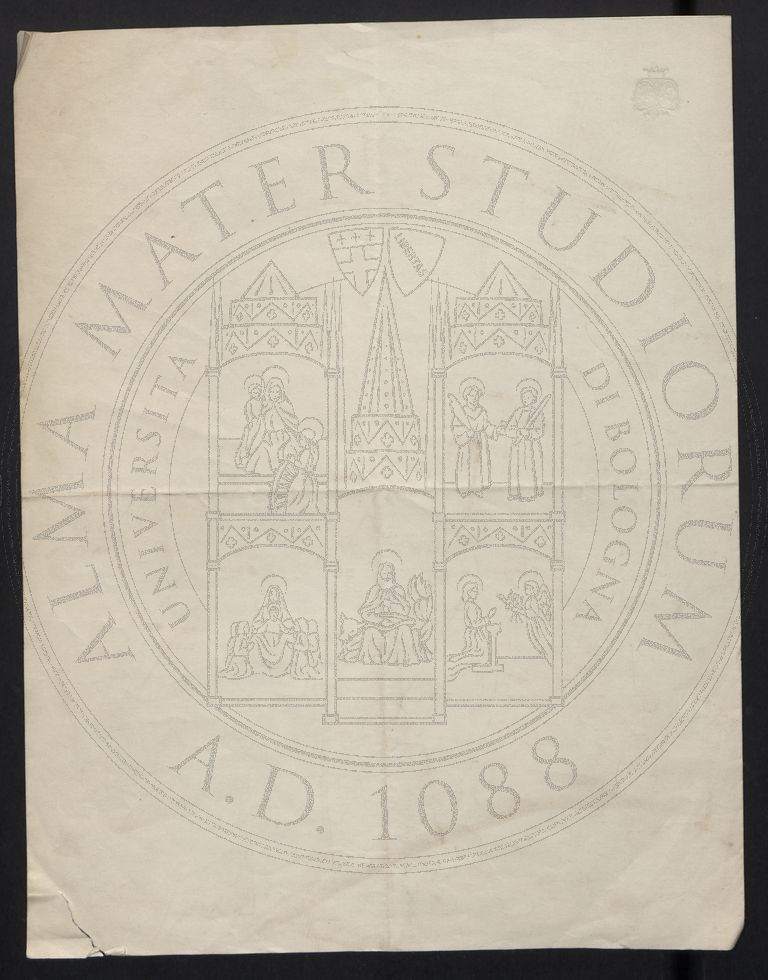 ALMA MATER STUDIORUM
LIBERTAS
UNIVERSITA
DI BOLOGNA
A.D. 1088